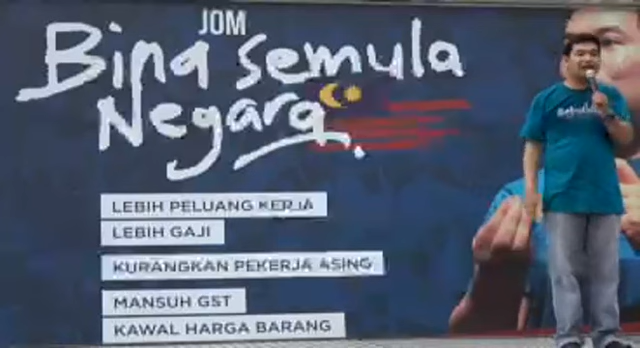 JOM
Bina semula
Negara.
LEBIH PELUANG KERJA
LEBIH GAJI
KURANGKAN PEKERJA ASING
MANSUH GST
KAWAL HARGA BARANG